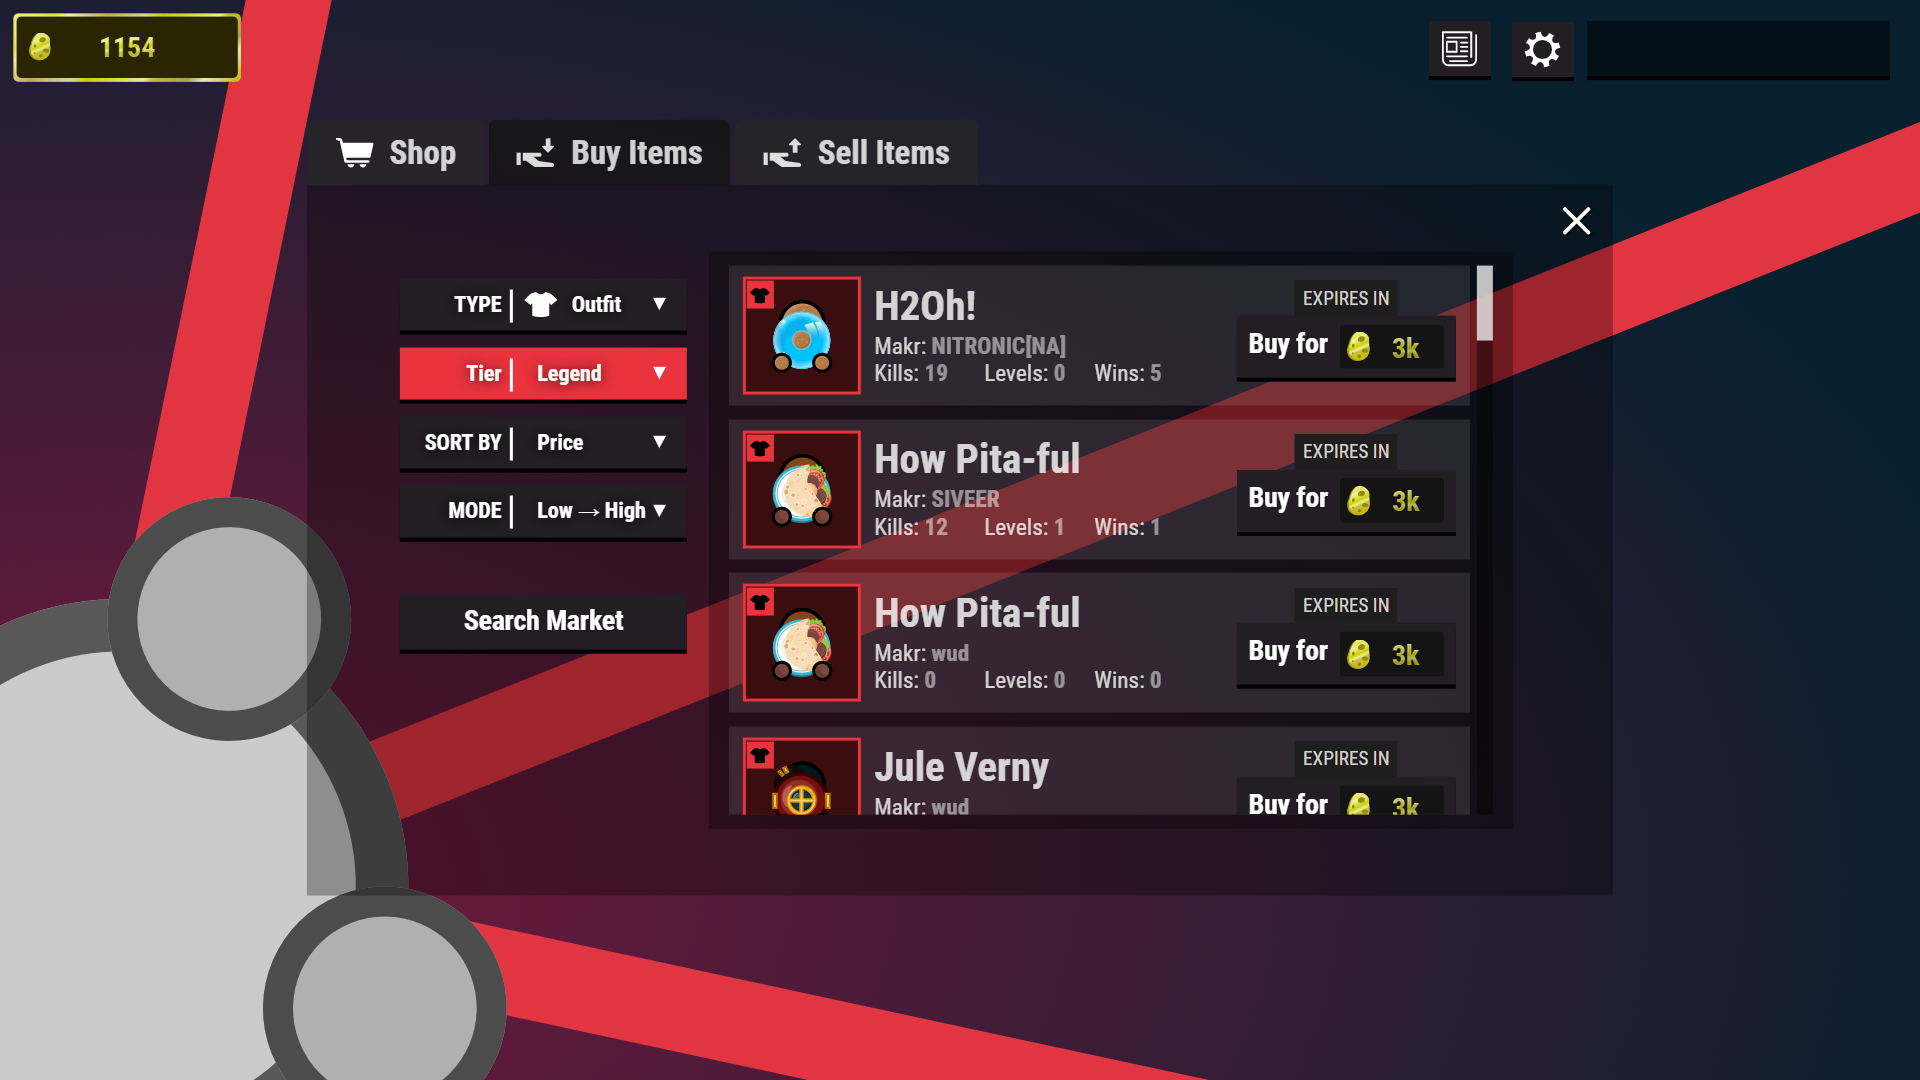 1154
Shop
Buy Items
Sell Items
TYPE
Outfit
Tier
Legend
SORT BY
Price
MODE
Low → High
Search Market
H2Oh!
Makr: NITRONIC[NA]
Kills: 19 Levels: 0 Wins: 5
EXPIRES IN
Buy for 3k
How Pita-ful
Makr: SIVEER
Kills: 12 Levels: 1 Wins: 1
EXPIRES IN
Buy for 3k
How Pita-ful
Makr: wud
Kills: 0 Levels: 0 Wins: 0
EXPIRES IN
Buy for 3k
Jule Verny
Makr: wud
EXPIRES IN
Buy for 3k